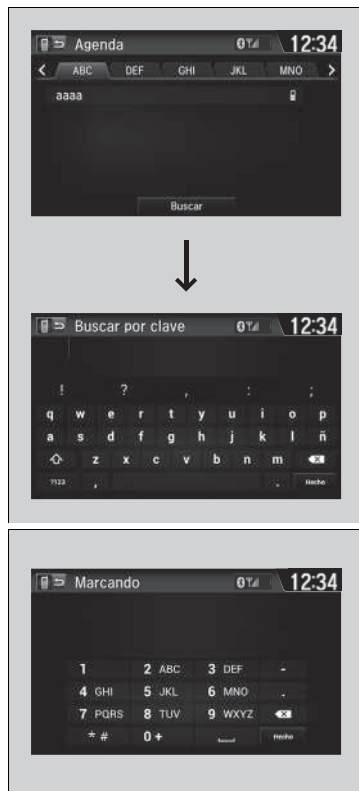 Agenda 12:34
< ABC DEF GHI JKL MNO >
aaaa
Buscar
Buscar por clave 12:34
! ? , : ;
q w e r t y u i o p
a s d f g h j k l ñ
z x c v b n m
?123 , . Hecho
Marcando 12:34
1 2 ABC 3 DEF -
4 GHI 5 JKL 6 MNO .
7 PQRS 8 TUV 9 WXYZ
* # 0 + Hecho